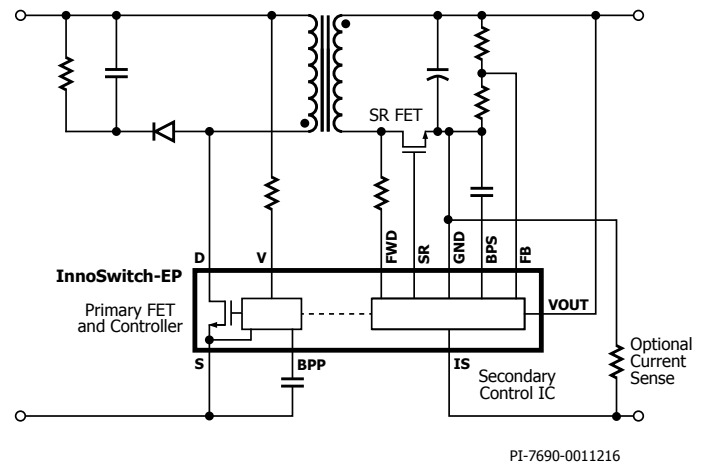 SR FET
FWD
SR
GND
BPS
FB
D
V
InnoSwitch-EP
VOUT
Primary FET
and Controller
S
BPP
IS
Secondary
Control IC
Optional
Current
Sense
PI-7690-0011216